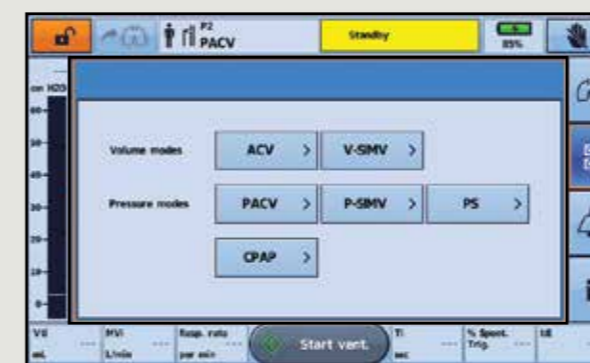 P2
PACV
Standby
85%
cm H2O
60
50
40
30
20
10
0
Volume modes ACV > V-SIMV >
Pressure modes PACV > P-SIMV > PS >
CPAP >
Vti MVi Resp. rate Start vent. Ti % Spont. I:E
mL L/min per min sec Trig.